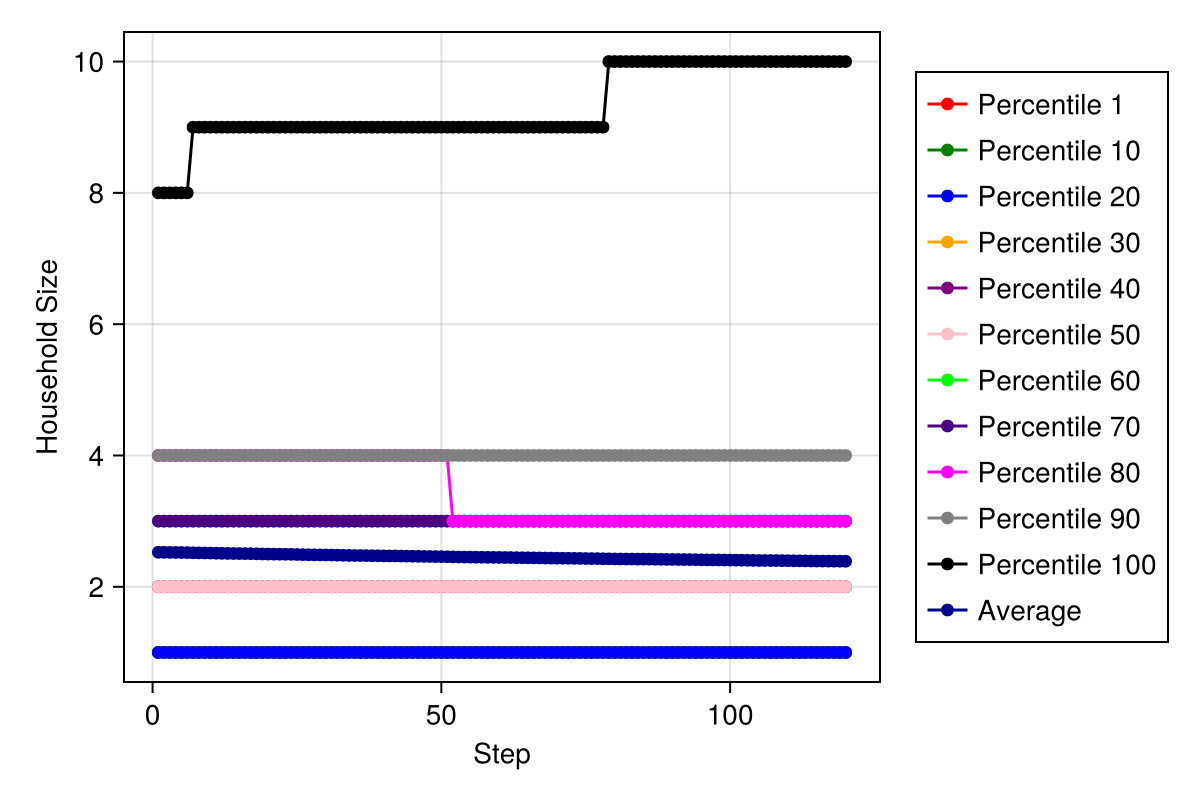 10
8
6
4
2
Household Size
0
50
100
Step
Percentile 1
Percentile 10
Percentile 20
Percentile 30
Percentile 40
Percentile 50
Percentile 60
Percentile 70
Percentile 80
Percentile 90
Percentile 100
Average